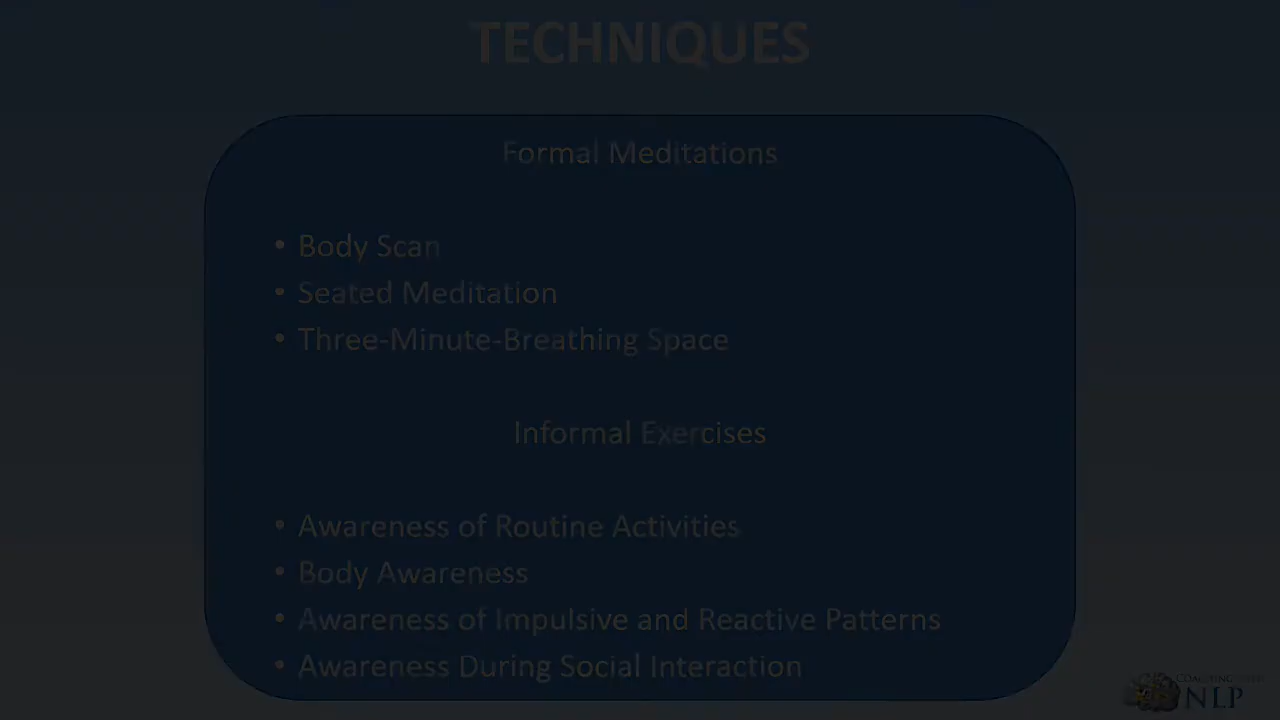 TECHNIQUES
Formal Meditations
• Body Scan
• Seated Meditation
• Three-Minute-Breathing Space
Informal Exercises
• Awareness of Routine Activities
• Body Awareness
• Awareness of Impulsive and Reactive Patterns
• Awareness During Social Interaction
NLP